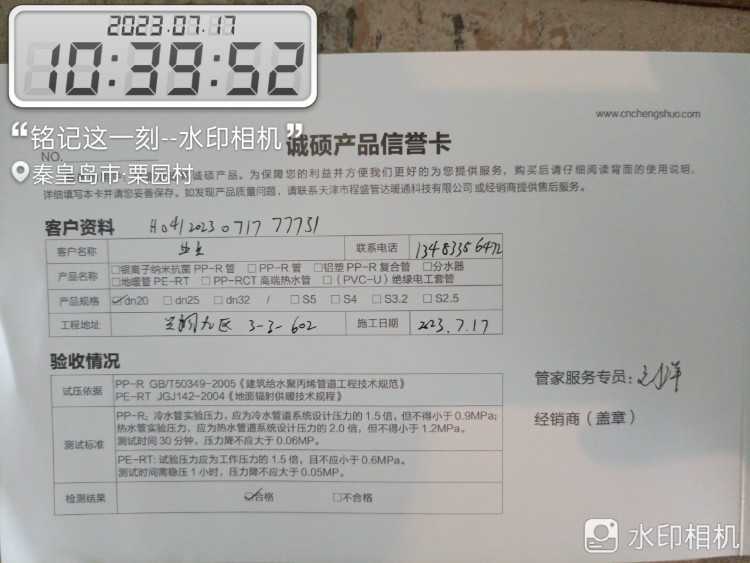 2023.07.17
10:39:52
“铭记这一刻--水印相机”
秦皇岛市·栗园村
www.cnchengshuo.com
诚硕产品信誉卡
NO.
诚硕产品。为保障您的利益并方便我们更好的为您提供服务，购买后请仔细阅读背面的使用说明，
详细填写本卡并请您妥善保存。如发现产品质量问题，请联系天津市程盛管达暖通科技有限公司或经销商提供售后服务。
客户资料 H041202307177731
客户名称 业主 联系电话 13483356472
产品名称 □银离子纳米抗菌 PP-R 管 □PP-R 管 □铝塑 PP-R 复合管 □分水器
□地暖管 PE-RT □PP-RCT 高端热水管 □(PVC-U) 绝缘电工套管
产品规格 ☑dn20 □dn25 □dn32 / □S5 □S4 □S3.2 □S2.5
工程地址 九区 3-3-602 施工日期 2023.7.17
验收情况
试压依据 PP-R GB/T50349-2005《建筑给水聚丙烯管道工程技术规范》
PE-RT JGJ142-2004《地面辐射供暖技术规程》
测试标准 PP-R：冷水管实验压力，应为冷水管道系统设计压力的 1.5 倍，但不得小于 0.9MPa；
热水管实验压力，应为热水管道系统设计压力的 2.0 倍，但不得小于 1.2MPa。
测试时间 30 分钟，压力降不应大于 0.06MP。
PE-RT: 试验压力应为工作压力的 1.5 倍，且不应小于 0.6MPa。
测试时间需稳压 1 小时，压力降不应大于 0.05MP。
检测结果 ☑合格 □不合格
管家服务专员：
经销商（盖章）
水印相机